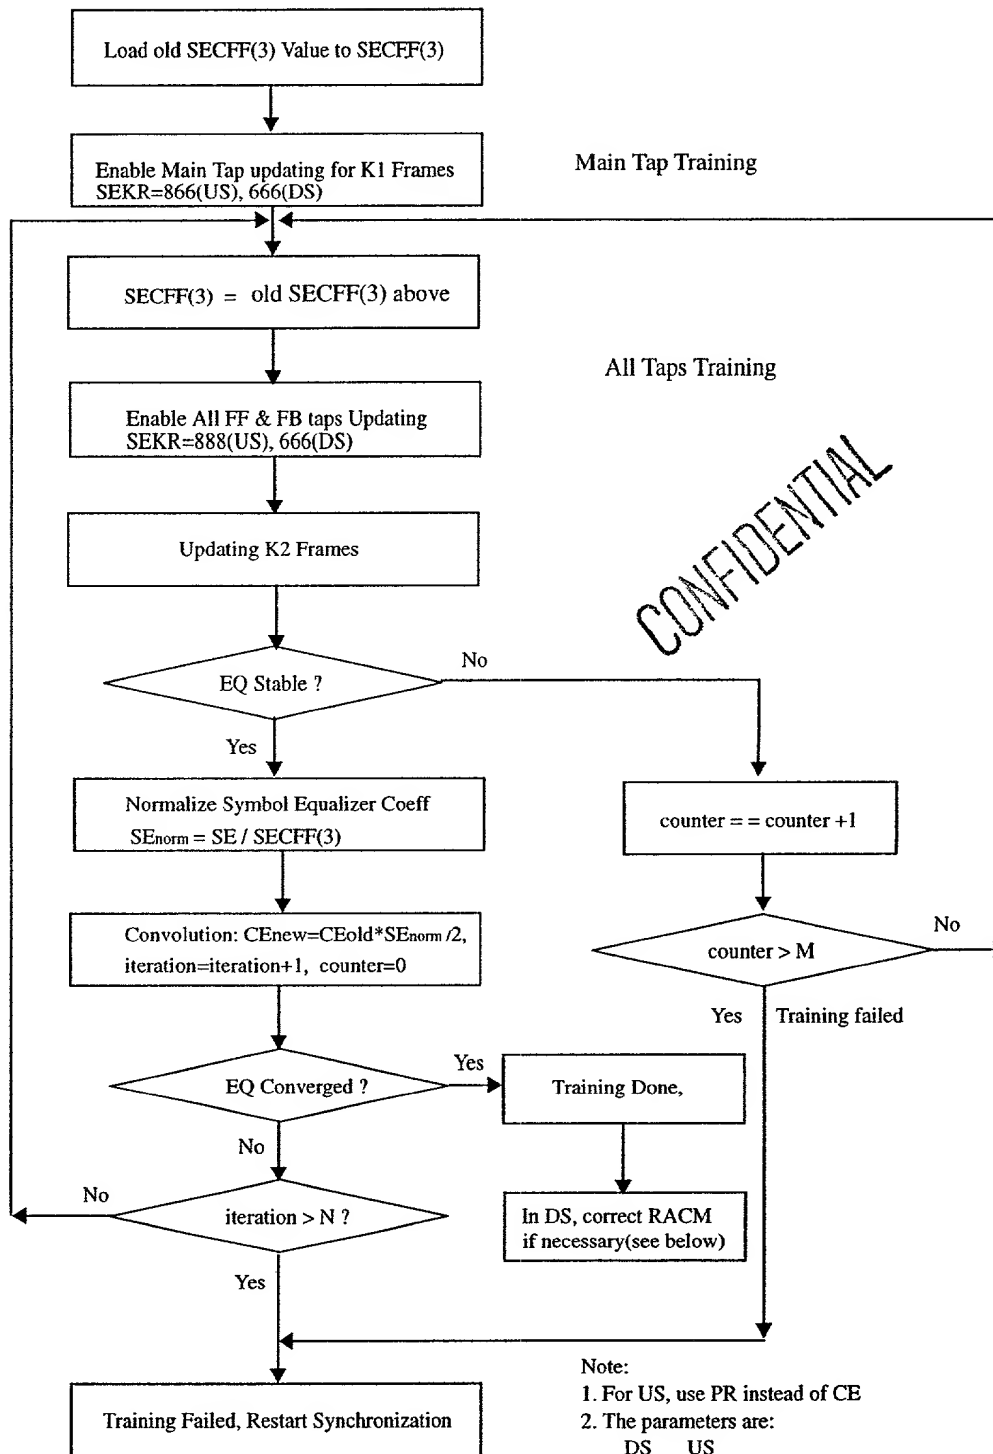 Load old SECFF(3) Value to SECFF(3)
Enable Main Tap updating for K1 Frames
SEKR=866(US), 666(DS)
Main Tap Training
SECFF(3) = old SECFF(3) above
All Taps Training
Enable All FF & FB taps Updating
SEKR=888(US), 666(DS)
CONFIDENTIAL
Updating K2 Frames
EQ Stable ?
No
Yes
Normalize Symbol Equalizer Coeff
SEnorm = SE / SECFF(3)
counter = = counter +1
Convolution: CEnew=CEold*SEnorm /2,
iteration=iteration+1, counter=0
counter > M
No
Yes
Training failed
EQ Converged ?
Yes
Training Done,
No
iteration > N ?
No
In DS, correct RACM
if necessary(see below)
Yes
Training Failed, Restart Synchronization
Note:
1. For US, use PR instead of CE
2. The parameters are:
DS US